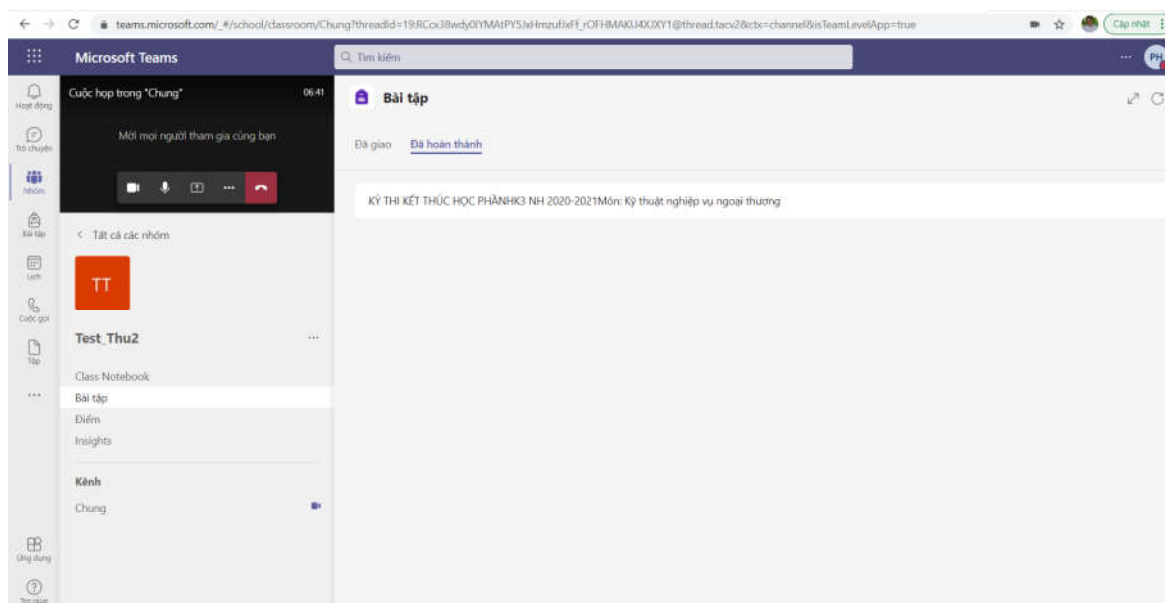 teams.microsoft.com/_#/school/classroom/Chung?threadId=19:RCcx38wdy0lYMAtPYSJxHmzufJxFf_rOFHMAKU4XJXY1@thread.tacv2&ctx=channel&isTeamLevelApp=true
Cập nhật
Microsoft Teams
Tìm kiếm
PH
Hoạt động
Trò chuyện
Nhóm
Bài tập
Lịch
Cuộc gọi
Tệp
Ứng dụng
Trợ giúp
Cuộc họp trong "Chung"
06:41
Mời mọi người tham gia cùng bạn
Tất cả các nhóm
TT
Test_Thu2
Class Notebook
Bài tập
Điểm
Insights
Kênh
Chung
Bài tập
Đã giao
Đã hoàn thành
KỲ THI KẾT THÚC HỌC PHẦNHK3 NH 2020-2021Môn: Kỹ thuật nghiệp vụ ngoại thương